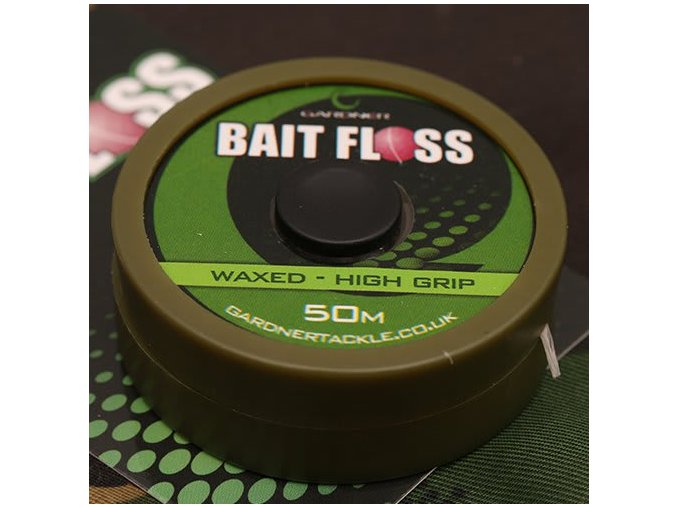 GARDNER
BAIT FLOSS
WAXED - HIGH GRIP
50M
GARDNERTACKLE.CO.UK